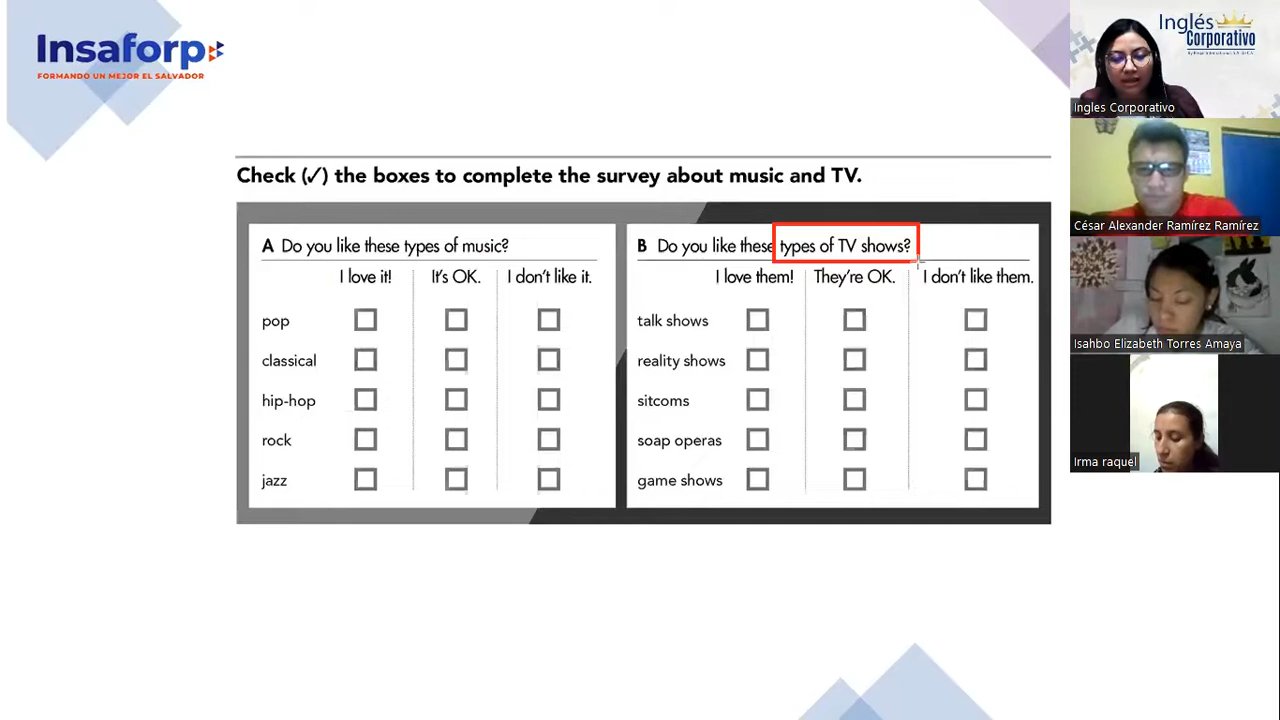 Insaforp
FORMANDO UN MEJOR EL SALVADOR
Inglés
Corporativo
Ingles Corporativo
César Alexander Ramírez Ramírez
Isahbo Elizabeth Torres Amaya
Irma raquel
Check (✓) the boxes to complete the survey about music and TV.
A Do you like these types of music?
I love it! It's OK. I don't like it.
pop
classical
hip-hop
rock
jazz
B Do you like these types of TV shows?
I love them! They're OK. I don't like them.
talk shows
reality shows
sitcoms
soap operas
game shows